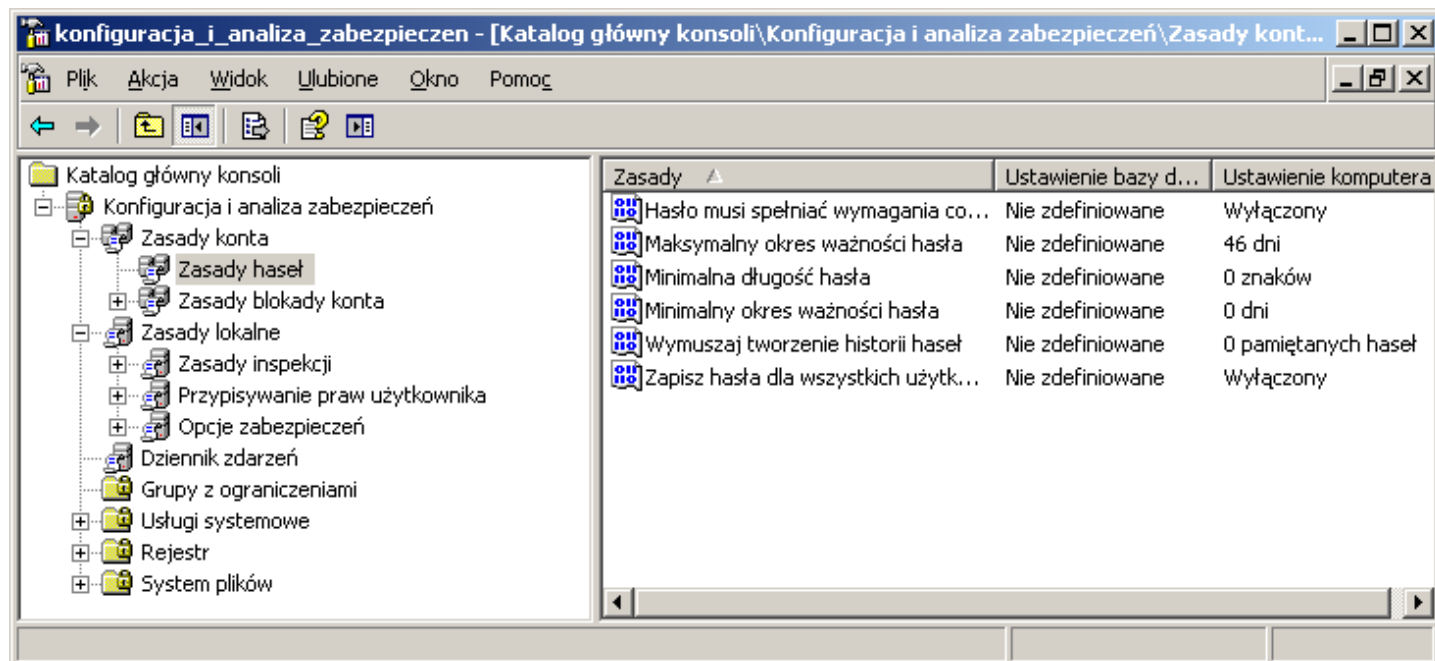 konfiguracja_i_analiza_zabezpieczen - [Katalog główny konsoli\Konfiguracja i analiza zabezpieczeń\Zasady kont...
Plik Akcja Widok Ulubione Okno Pomoc
Katalog główny konsoli
Konfiguracja i analiza zabezpieczeń
Zasady konta
Zasady haseł
Zasady blokady konta
Zasady lokalne
Zasady inspekcji
Przypisywanie praw użytkownika
Opcje zabezpieczeń
Dziennik zdarzeń
Grupy z ograniczeniami
Usługi systemowe
Rejestr
System plików
Zasady Ustawienie bazy d... Ustawienie komputera
Hasło musi spełniać wymagania co... Nie zdefiniowane Wyłączony
Maksymalny okres ważności hasła Nie zdefiniowane 46 dni
Minimalna długość hasła Nie zdefiniowane 0 znaków
Minimalny okres ważności hasła Nie zdefiniowane 0 dni
Wymuszaj tworzenie historii haseł Nie zdefiniowane 0 pamiętanych haseł
Zapisz hasła dla wszystkich użytk... Nie zdefiniowane Wyłączony